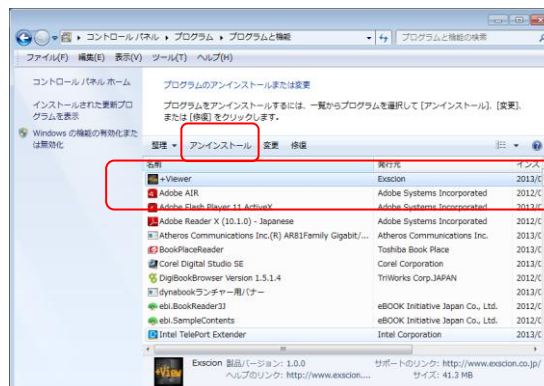 コントロール パネル ▸ プログラム ▸ プログラムと機能
プログラムと機能の検索
ファイル(F) 編集(E) 表示(V) ツール(T) ヘルプ(H)
コントロール パネル ホーム
インストールされた更新プログラムを表示
Windows の機能の有効化または無効化
プログラムのアンインストールまたは変更
プログラムをアンインストールするには、一覧からプログラムを選択して [アンインストール]、[変更]、
または [修復] をクリックします。
整理 アンインストール 変更 修復
名前 発行元 インス
+Viewer Exscion 2013/0
Adobe AIR Adobe Systems Incorporated 2012/0
Adobe Flash Player 11 ActiveX Adobe Systems Incorporated 2013/0
Adobe Reader X (10.1.0) - Japanese Adobe Systems Incorporated 2012/0
Atheros Communications Inc.(R) AR81Family Gigabit/... Atheros Communications Inc. 2013/0
BookPlaceReader Toshiba Book Place 2013/0
Corel Digital Studio SE Corel Corporation 2013/0
DigiBookBrowser Version 1.5.1.4 TriWorks Corp.JAPAN 2012/0
dynabookランチャー用バナー 2013/0
ebi.BookReader3J eBOOK Initiative Japan Co., Ltd. 2012/0
ebi.SampleContents eBOOK Initiative Japan Co., Ltd. 2012/0
Intel TelePort Extender Intel Corporation 2013/0
+View
Exscion 製品バージョン: 1.0.0 サポートのリンク: http://www.exscion.co.jp/
ヘルプのリンク: http://www.exscion.... サイズ: 41.3 MB